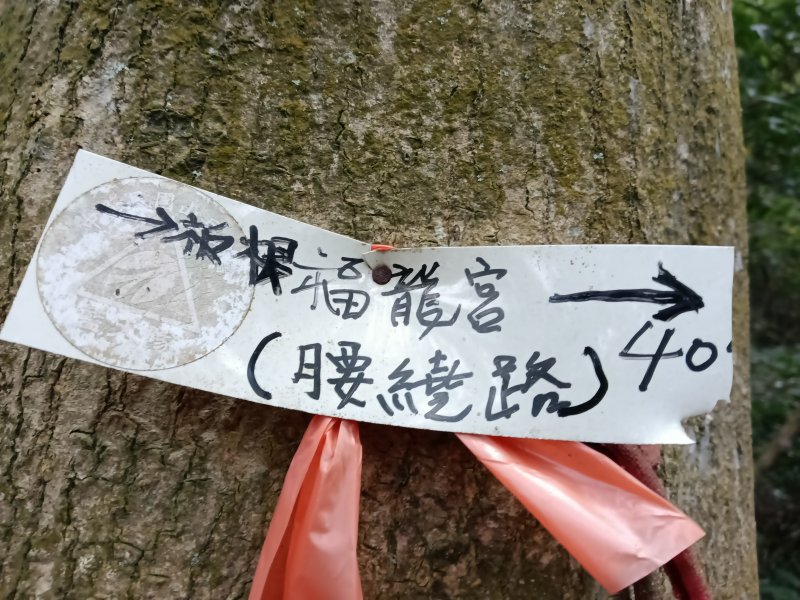 → 福龍宮 →
(腰繞路) 40